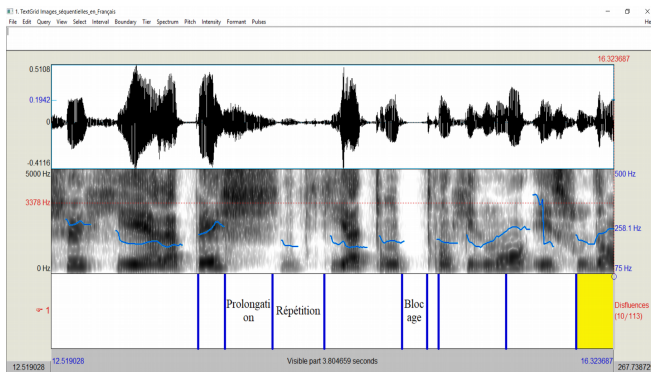 1. TextGrid Images_séquentielles_en_Français
File Edit Query View Select Interval Boundary Tier Spectrum Pitch Intensity Formant Pulses
He
16.323687
0.5108
0.1942
0
-0.4116
5000 Hz
500 Hz
3378 Hz
258.1 Hz
0 Hz
75 Hz
Prolongati
on
Répétition
Bloc
age
1
Disfluences
(10/113)
12.519028
12.519028
Visible part 3.804659 seconds
16.323687
267.738729